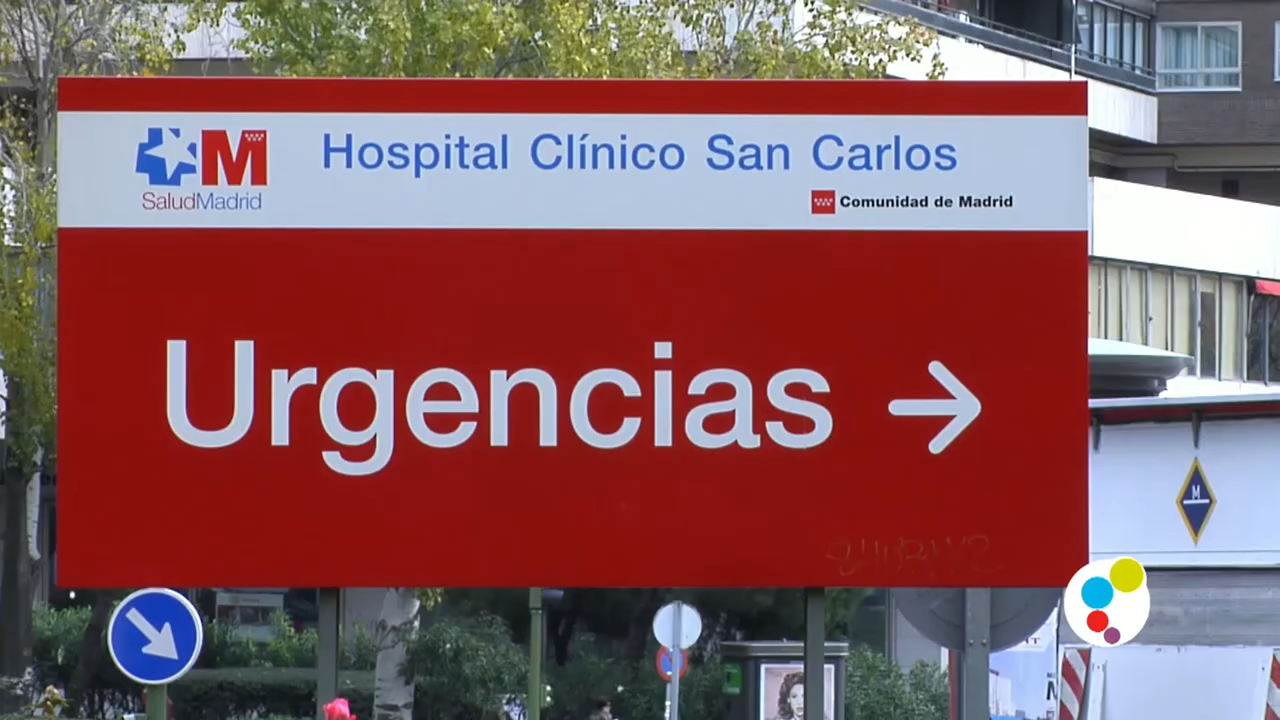 Hospital Clínico San Carlos
M
SaludMadrid
Comunidad de Madrid
Urgencias →
M